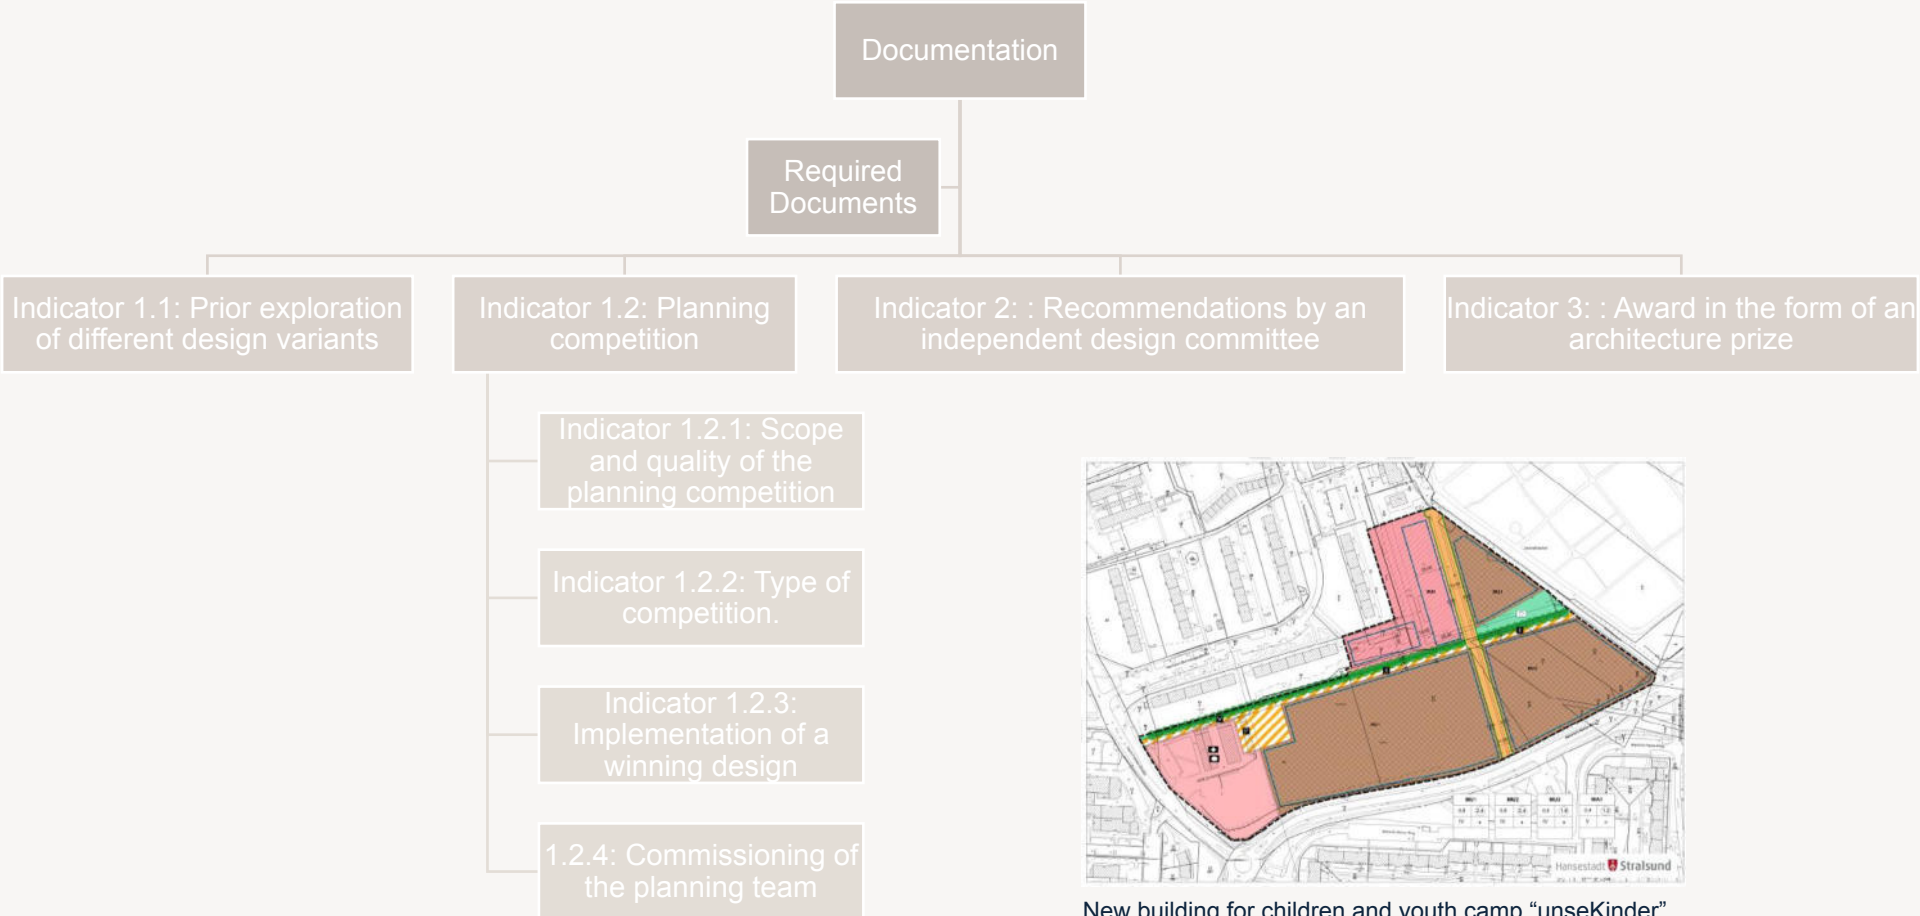 Documentation
Required
Documents
Indicator 1.1: Prior exploration
of different design variants
Indicator 1.2: Planning
competition
Indicator 2: : Recommendations by an
independent design committee
Indicator 3: : Award in the form of an
architecture prize
Indicator 1.2.1: Scope
and quality of the
planning competition
Indicator 1.2.2: Type of
competition.
Indicator 1.2.3:
Implementation of a
winning design
1.2.4: Commissioning of
the planning team
Hansestadt Stralsund
New building for children and youth camp “unseKinder”